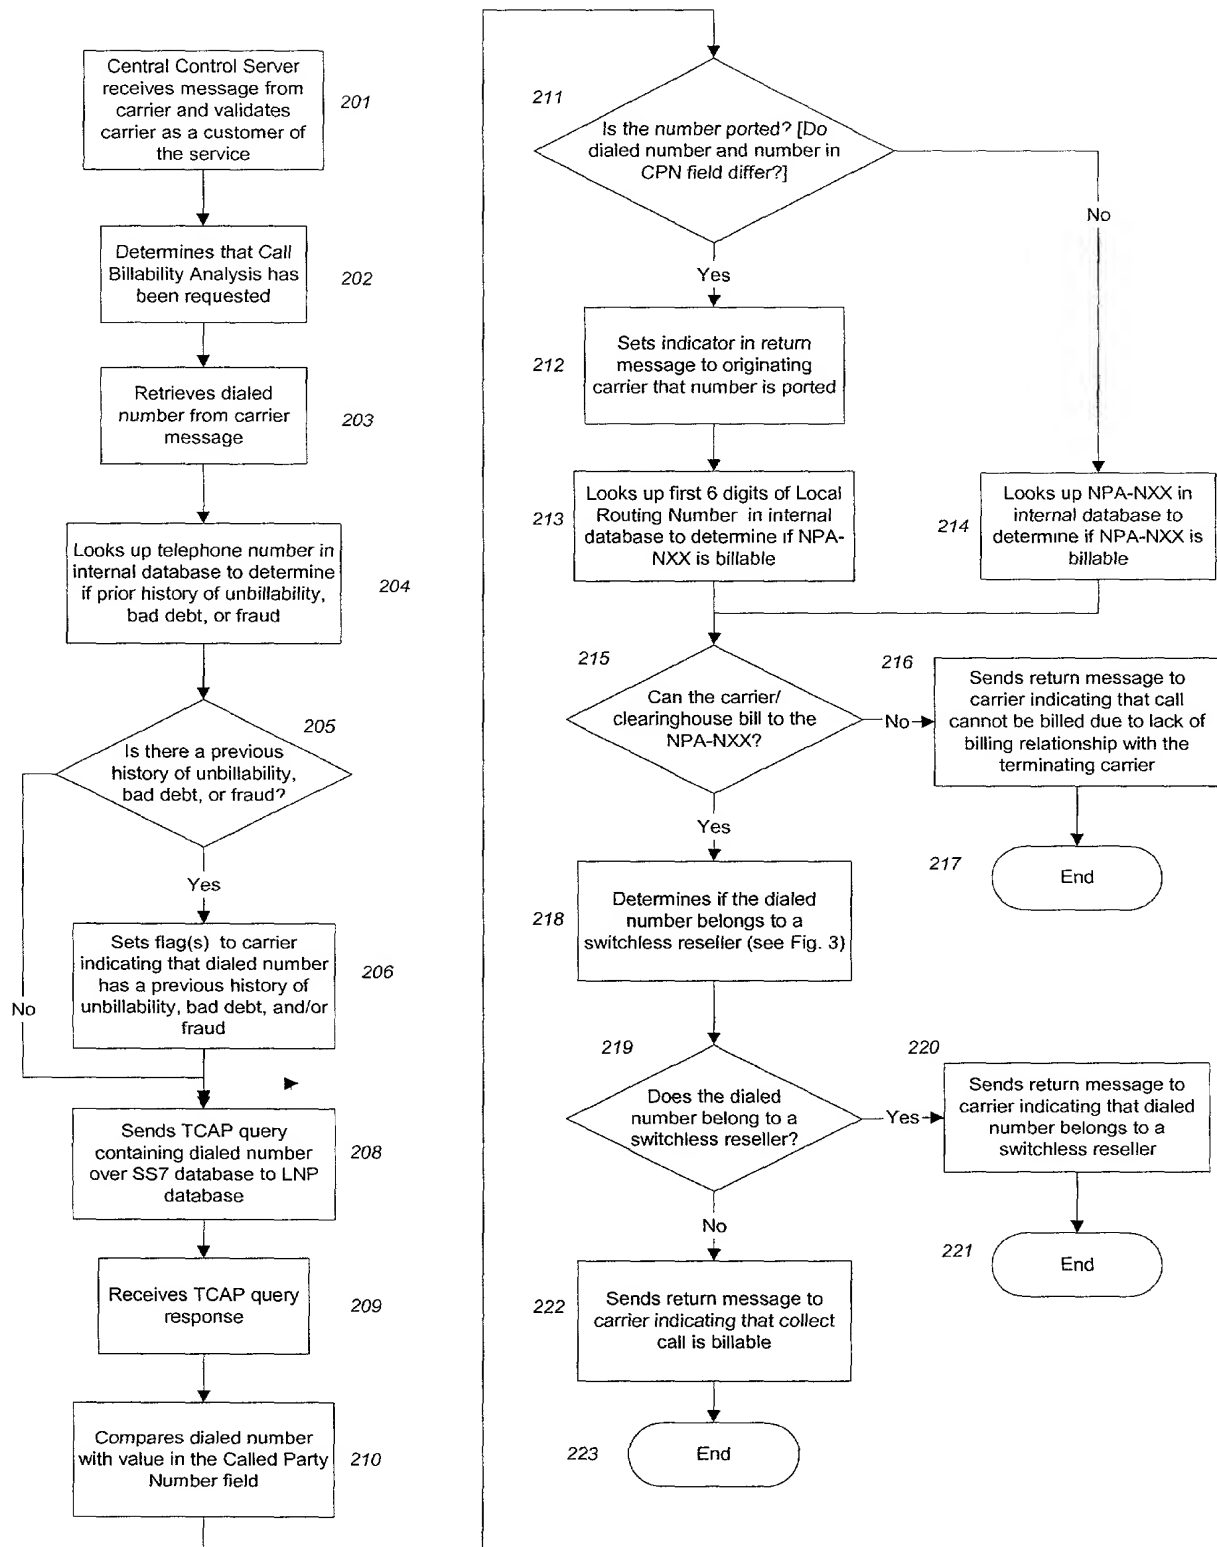 Central Control Server
receives message from
carrier and validates
carrier as a customer of
the service
201
Determines that Call
Billability Analysis has
been requested
202
Retrieves dialed
number from carrier
message
203
Looks up telephone number in
internal database to determine
if prior history of unbillability,
bad debt, or fraud
204
205
Is there a previous
history of unbillability,
bad debt, or fraud?
Yes
No
Sets flag(s) to carrier
indicating that dialed number
has a previous history of
unbillability, bad debt, and/or
fraud
206
Sends TCAP query
containing dialed number
over SS7 database to LNP
database
208
Receives TCAP query
response
209
Compares dialed number
with value in the Called Party
Number field
210
211
Is the number ported? [Do
dialed number and number in
CPN field differ?]
No
Yes
212
Sets indicator in return
message to originating
carrier that number is ported
213
Looks up first 6 digits of Local
Routing Number in internal
database to determine if NPA-
NXX is billable
214
Looks up NPA-NXX in
internal database to
determine if NPA-NXX is
billable
215
Can the carrier/
clearinghouse bill to the
NPA-NXX?
No
216
Sends return message to
carrier indicating that call
cannot be billed due to lack of
billing relationship with the
terminating carrier
217
End
Yes
218
Determines if the dialed
number belongs to a
switchless reseller (see Fig. 3)
219
Does the dialed
number belong to a
switchless reseller?
Yes
220
Sends return message to
carrier indicating that dialed
number belongs to a
switchless reseller
221
End
No
222
Sends return message to
carrier indicating that collect
call is billable
223
End